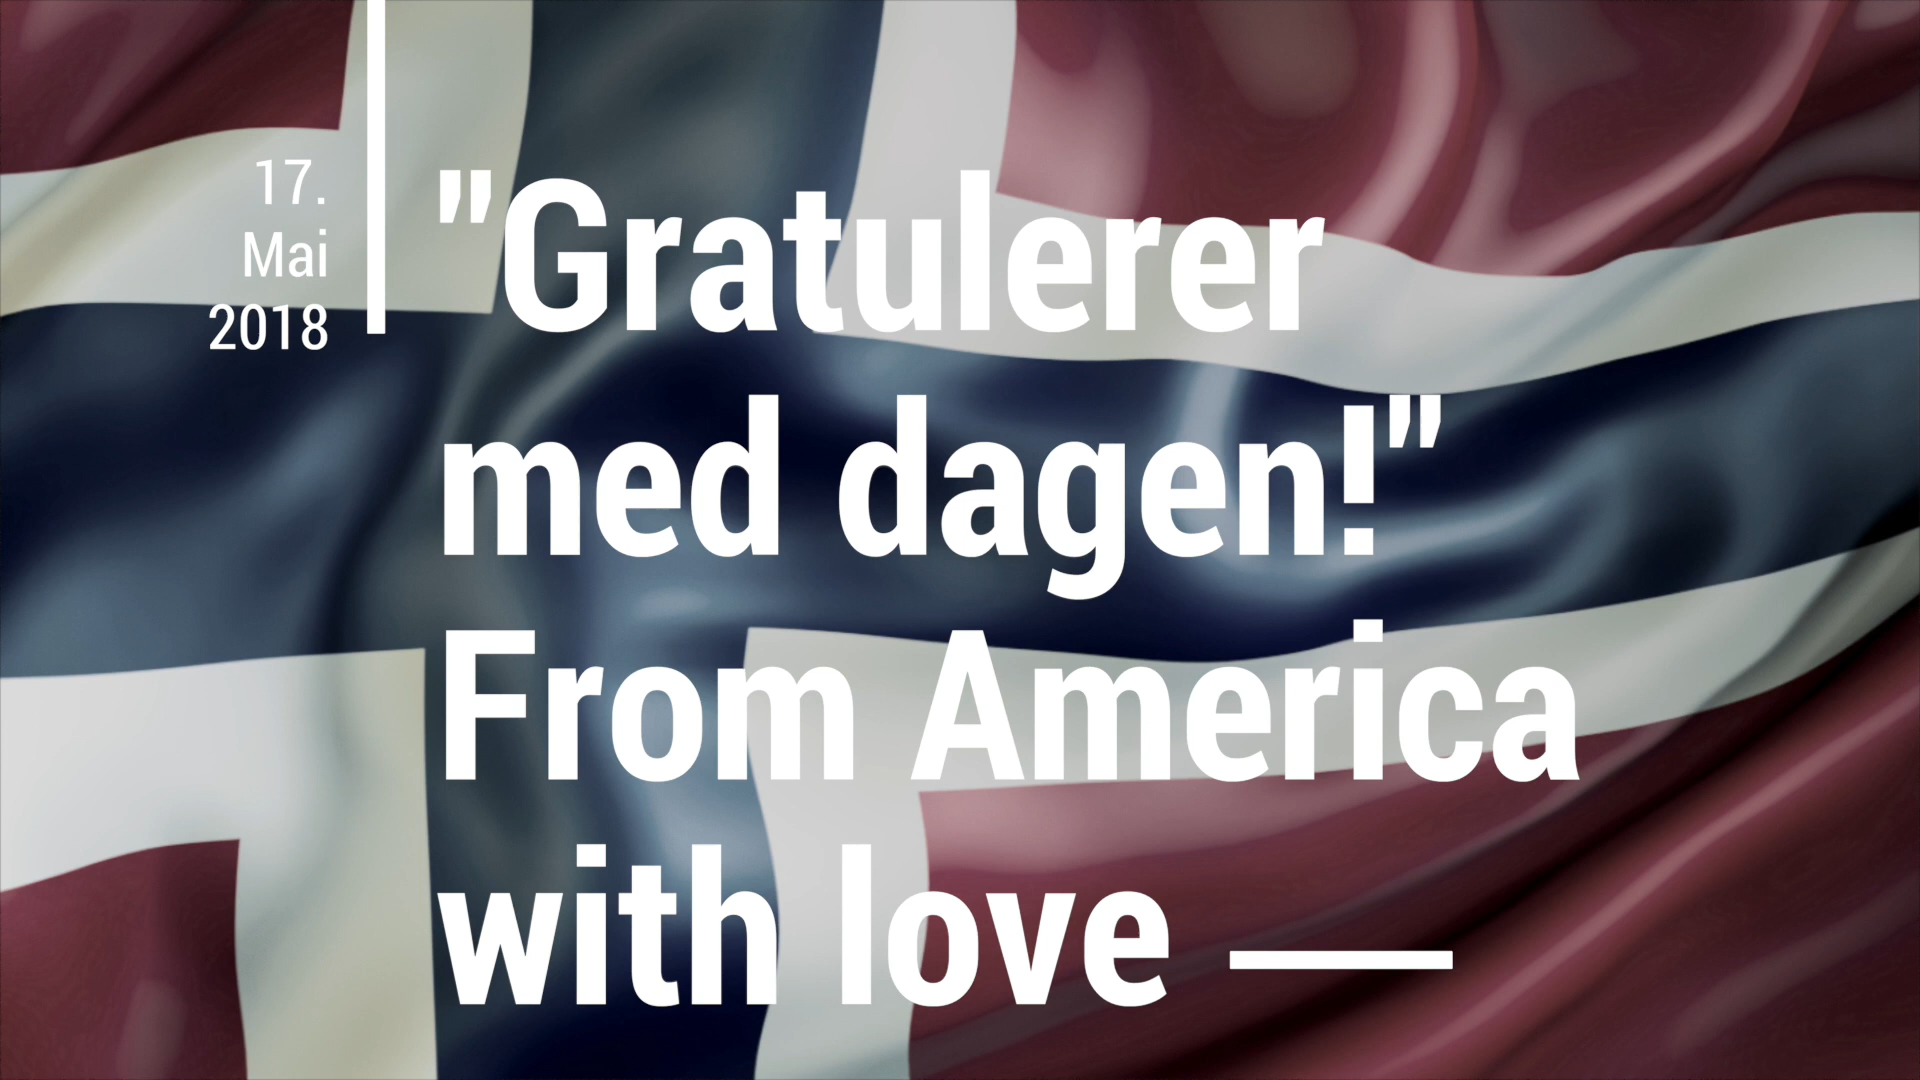 17.
Mai
2018
"Gratulerer
med dagen!"
From America
with love —